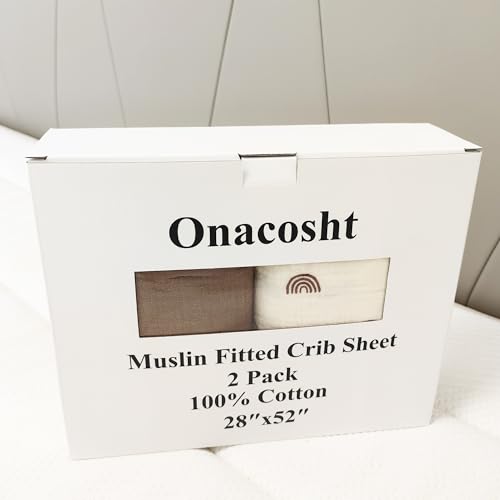 Onacosht
Muslin Fitted Crib Sheet
2 Pack
100% Cotton
28"x52"